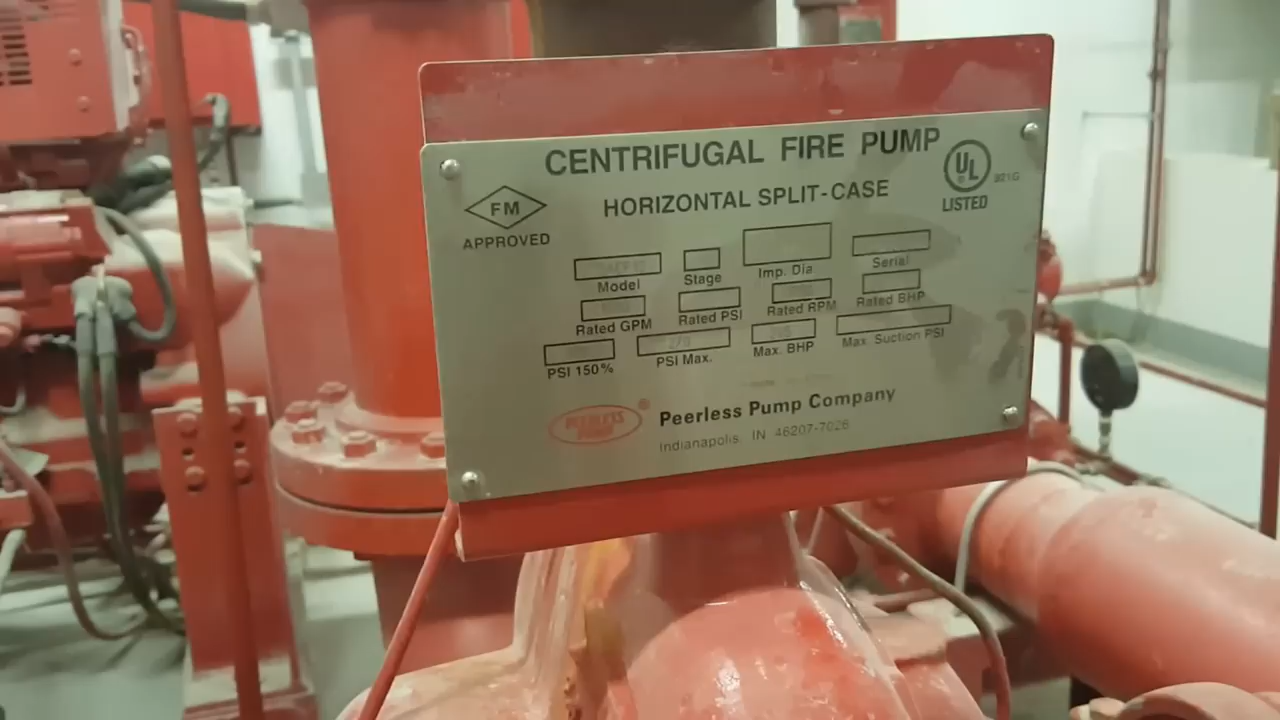 CENTRIFUGAL FIRE PUMP
HORIZONTAL SPLIT-CASE
FM
APPROVED
UL
LISTED
Model
Stage
Imp. Dia
Serial
Rated GPM
Rated PSI
Rated RPM
Rated BHP
PSI 150%
PSI Max.
Max. BHP
Max. Suction PSI
PEERLESS
PUMP
®
Peerless Pump Company
Indianapolis, IN 46207-7026